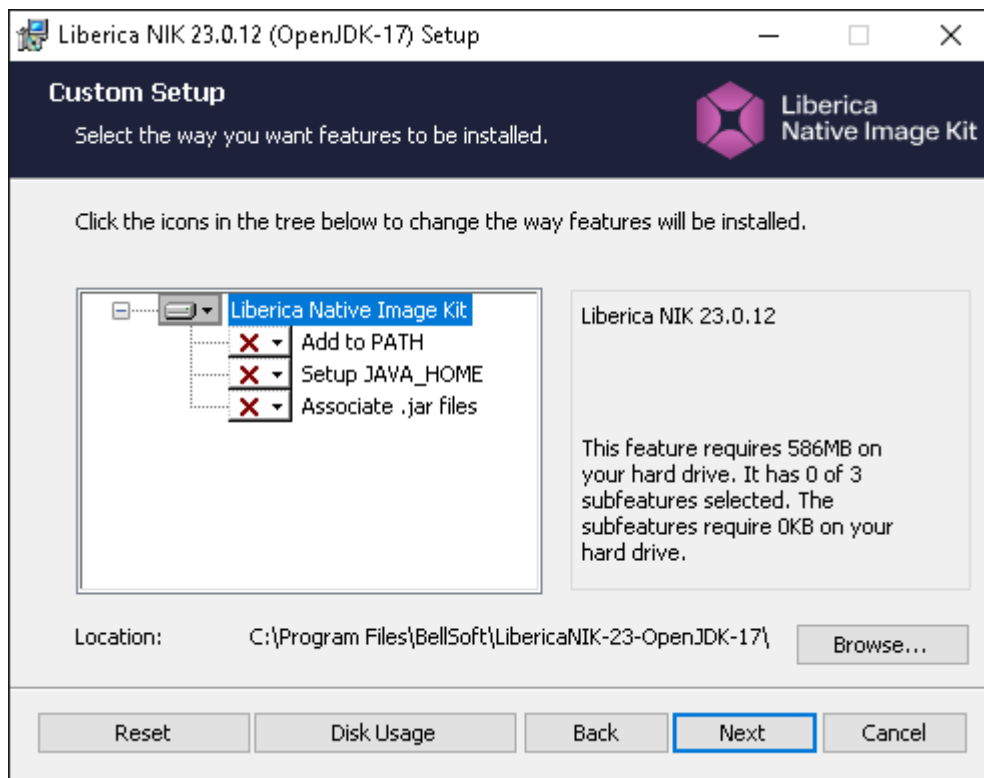 Liberica NIK 23.0.12 (OpenJDK-17) Setup
Custom Setup
Select the way you want features to be installed.
Liberica
Native Image Kit
Click the icons in the tree below to change the way features will be installed.
Liberica Native Image Kit
Add to PATH
Setup JAVA_HOME
Associate .jar files
Liberica NIK 23.0.12
This feature requires 586MB on
your hard drive. It has 0 of 3
subfeatures selected. The
subfeatures require 0KB on your
hard drive.
Location: C:\Program Files\BellSoft\LibericaNIK-23-OpenJDK-17\ Browse...
Reset Disk Usage Back Next Cancel